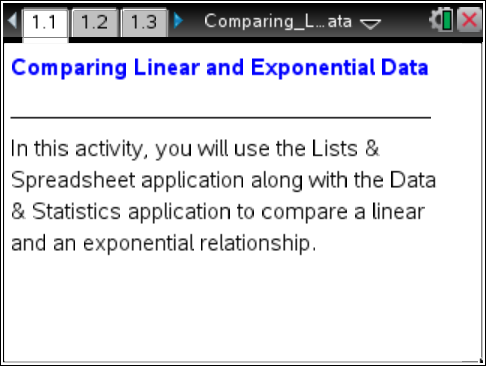 1.1 1.2 1.3 Comparing_L...ata
Comparing Linear and Exponential Data
In this activity, you will use the Lists &
Spreadsheet application along with the Data
& Statistics application to compare a linear
and an exponential relationship.